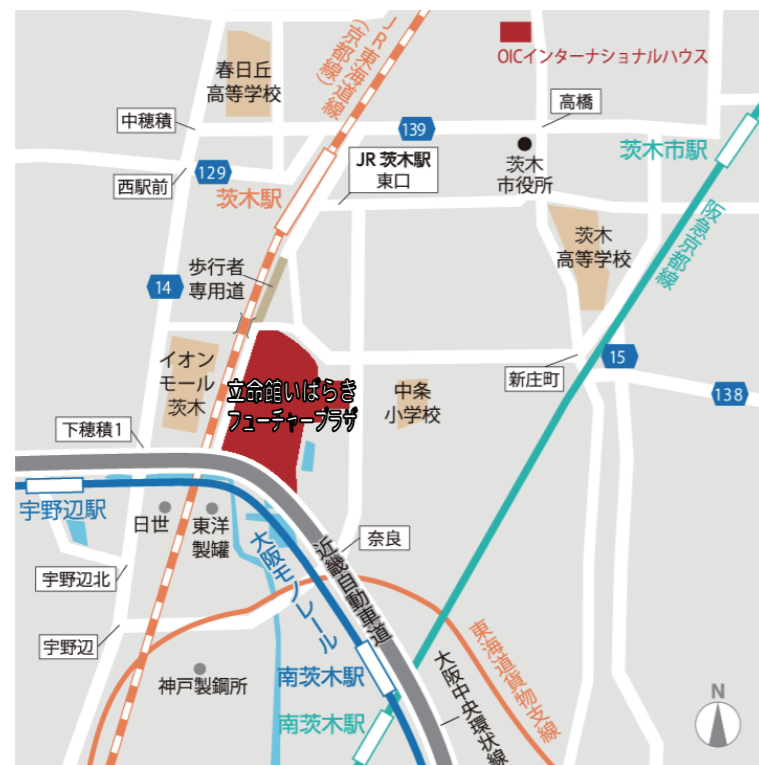 OICインターナショナルハウス
春日丘
高等学校
JR東海道線
(京都線)
高橋
中穂積
139
茨木市駅
JR 茨木駅
東口
茨木
市役所
129
西駅前
茨木駅
阪急京都線
茨木
高等学校
歩行者
専用道
14
イオン
モール
茨木
立命館いばらき
フューチャープラザ
中条
小学校
新庄町
15
138
下穂積1
宇野辺駅
日世
東洋
製罐
大阪モノレール
近畿自動車道
奈良
宇野辺北
宇野辺
神戸製鋼所
南茨木駅
南茨木駅
大阪中央環状線
東海道貨物支線
N